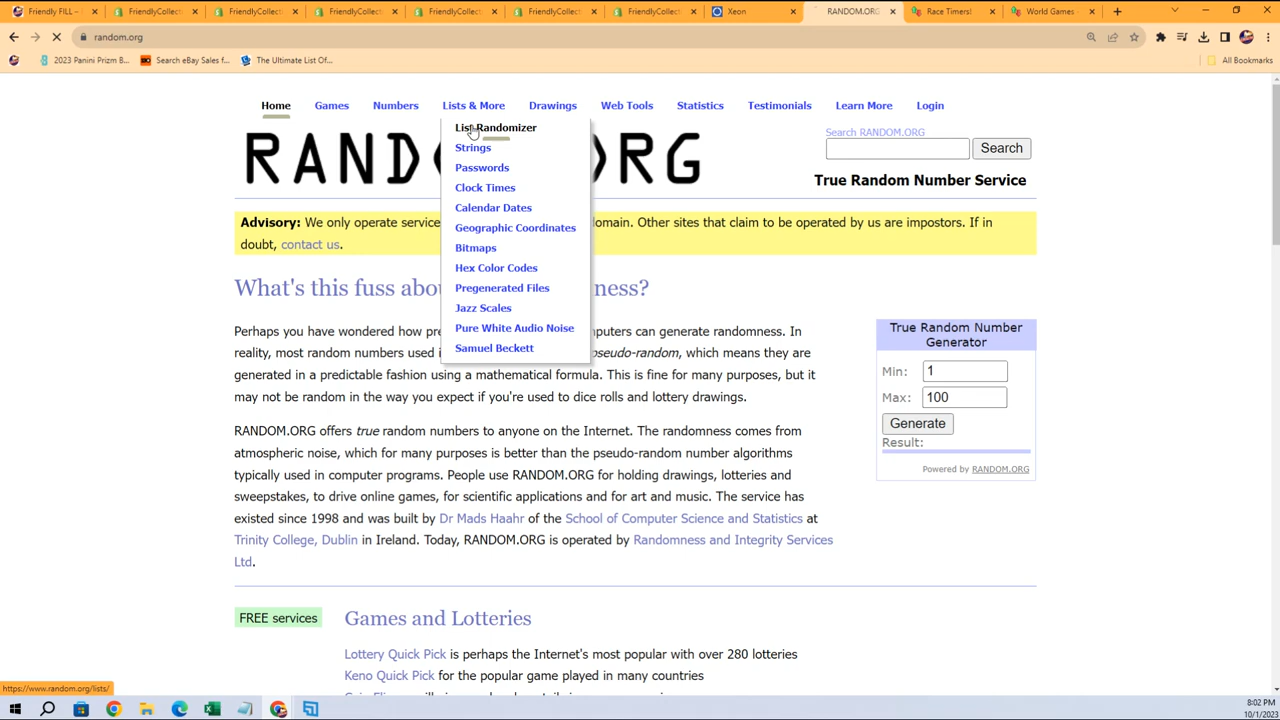 Friendly FILL –
FriendlyCollecti
FriendlyCollecti
FriendlyCollecti
FriendlyCollecti
FriendlyCollecti
FriendlyCollecti
Xeon
RANDOM.ORG
Race Timers!
World Games
random.org
2023 Panini Prizm B...
Search eBay Sales f...
The Ultimate List Of...
All Bookmarks
Home
Games
Numbers
Lists & More
Drawings
Web Tools
Statistics
Testimonials
Learn More
Login
List Randomizer
Strings
Passwords
Clock Times
Calendar Dates
Geographic Coordinates
Bitmaps
Hex Color Codes
Pregenerated Files
Jazz Scales
Pure White Audio Noise
Samuel Beckett
Search RANDOM.ORG
Search
True Random Number Service
Advisory: We only operate service omain. Other sites that claim to be operated by us are impostors. If in
doubt, contact us.
What's this fuss abo ness?
Perhaps you have wondered how pre mputers can generate randomness. In
reality, most random numbers used i pseudo-random, which means they are
generated in a predictable fashion using a mathematical formula. This is fine for many purposes, but it
may not be random in the way you expect if you're used to dice rolls and lottery drawings.
RANDOM.ORG offers true random numbers to anyone on the Internet. The randomness comes from
atmospheric noise, which for many purposes is better than the pseudo-random number algorithms
typically used in computer programs. People use RANDOM.ORG for holding drawings, lotteries and
sweepstakes, to drive online games, for scientific applications and for art and music. The service has
existed since 1998 and was built by Dr Mads Haahr of the School of Computer Science and Statistics at
Trinity College, Dublin in Ireland. Today, RANDOM.ORG is operated by Randomness and Integrity Services
Ltd.
True Random Number
Generator
Min: 1
Max: 100
Generate
Result:
Powered by RANDOM.ORG
FREE services
Games and Lotteries
Lottery Quick Pick is perhaps the Internet's most popular with over 280 lotteries
Keno Quick Pick for the popular game played in many countries
https://www.random.org/lists/
8:02 PM
10/1/2023